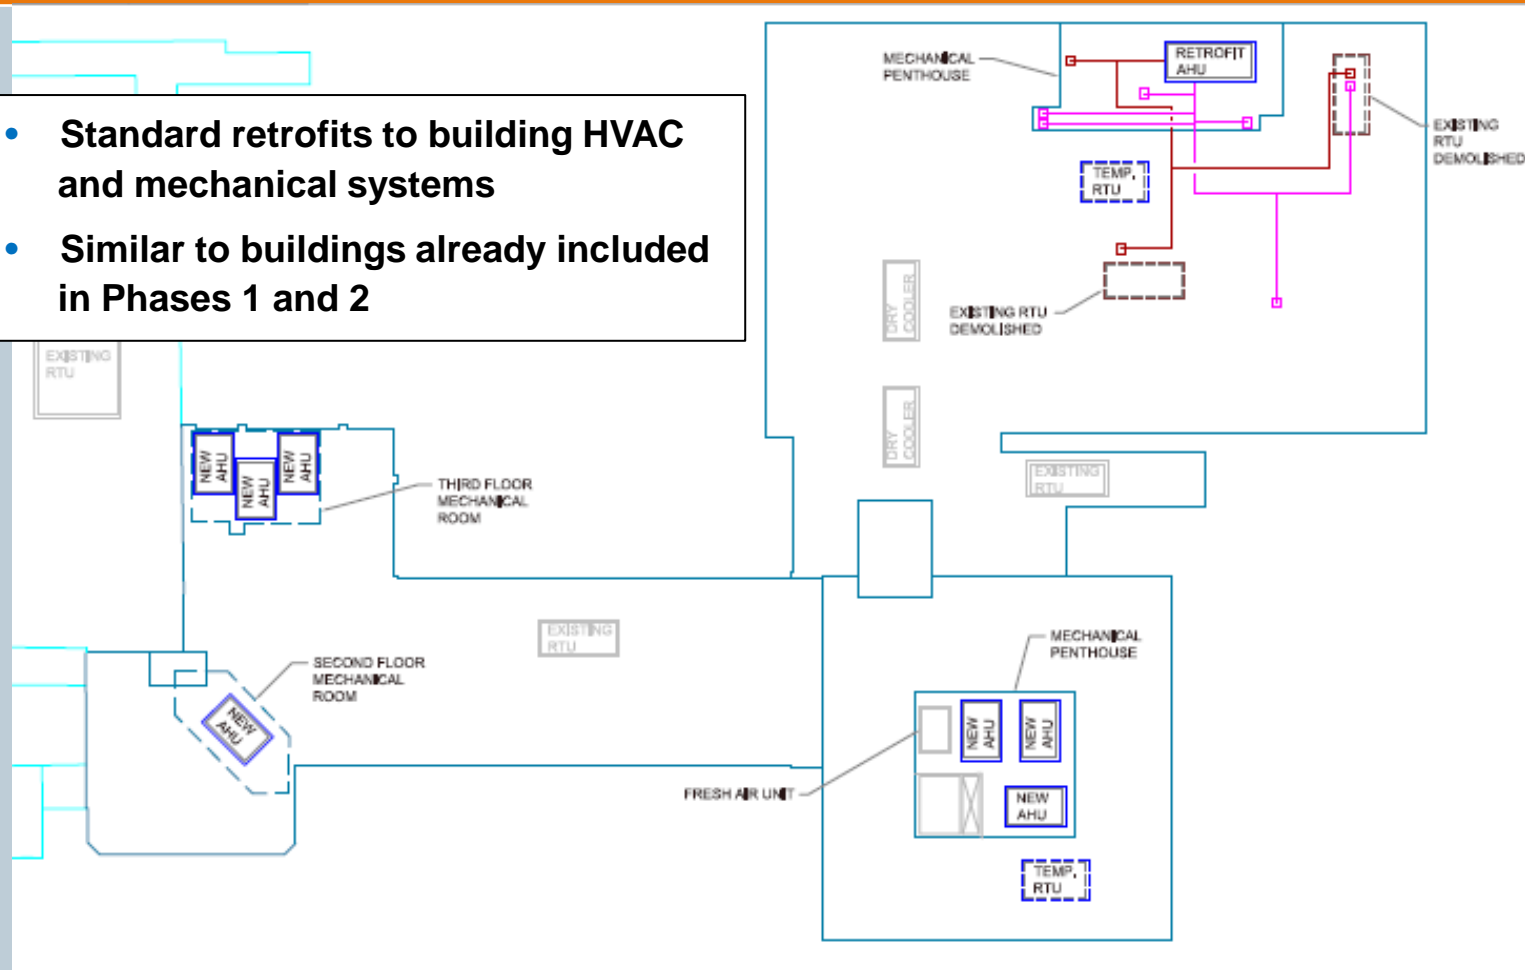 • Standard retrofits to building HVAC
and mechanical systems
• Similar to buildings already included
in Phases 1 and 2
MECHANICAL
PENTHOUSE
RETROFIT
AHU
EXISTING
RTU
DEMOLISHED
TEMP.
RTU
EXISTING RTU
DEMOLISHED
DRY
COOLER
DRY
COOLER
EXISTING
RTU
EXISTING
RTU
NEW
AHU
NEW
AHU
NEW
AHU
THIRD FLOOR
MECHANICAL
ROOM
EXISTING
RTU
SECOND FLOOR
MECHANICAL
ROOM
NEW
AHU
MECHANICAL
PENTHOUSE
NEW
AHU
NEW
AHU
FRESH AIR UNIT
NEW
AHU
TEMP.
RTU